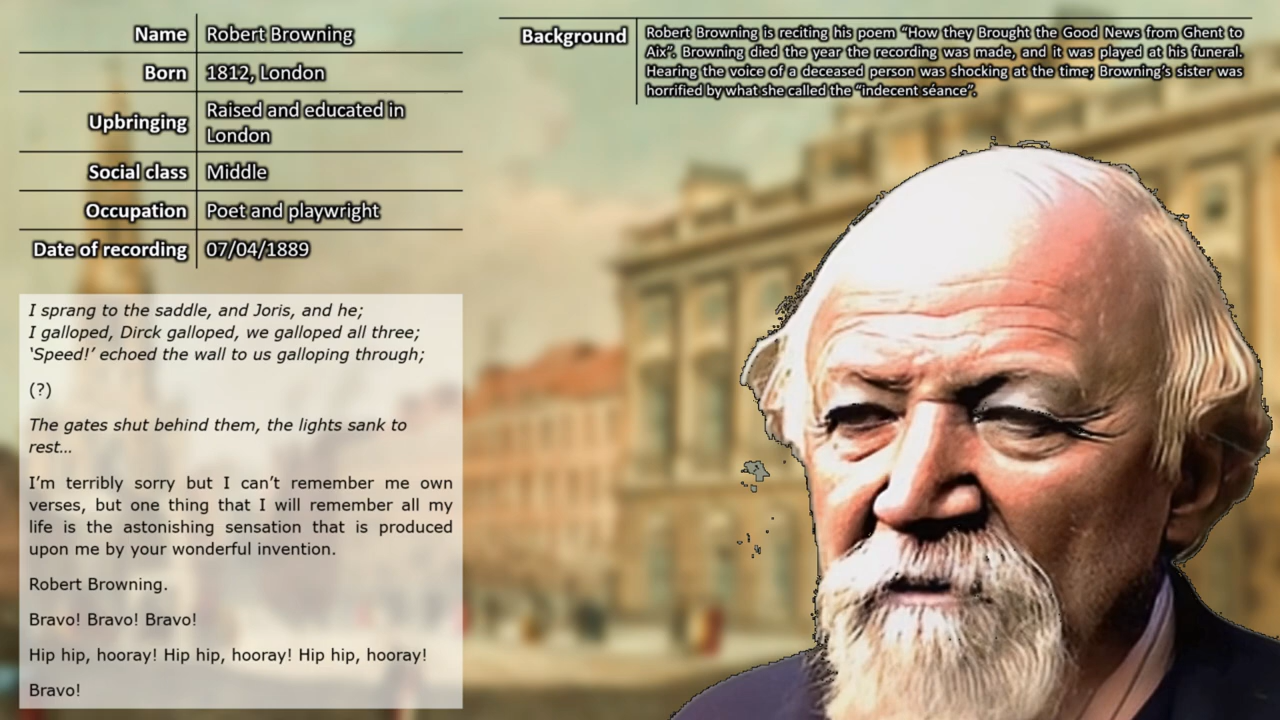 Name Robert Browning
Born 1812, London
Upbringing Raised and educated in
London
Social class Middle
Occupation Poet and playwright
Date of recording 07/04/1889
Background Robert Browning is reciting his poem “How they Brought the Good News from Ghent to
Aix”. Browning died the year the recording was made, and it was played at his funeral.
Hearing the voice of a deceased person was shocking at the time; Browning’s sister was
horrified by what she called the “indecent séance”.
I sprang to the saddle, and Joris, and he;
I galloped, Dirck galloped, we galloped all three;
‘Speed!’ echoed the wall to us galloping through;
(?)
The gates shut behind them, the lights sank to
rest...
I’m terribly sorry but I can’t remember me own
verses, but one thing that I will remember all my
life is the astonishing sensation that is produced
upon me by your wonderful invention.
Robert Browning.
Bravo! Bravo! Bravo!
Hip hip, hooray! Hip hip, hooray! Hip hip, hooray!
Bravo!